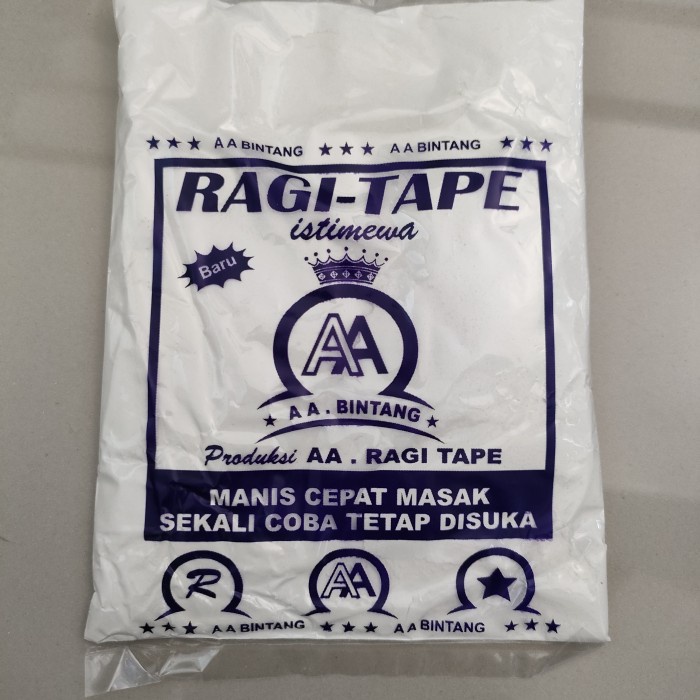 ★ ★ ★ A A BINTANG ★ ★ ★ A A BINTANG ★ ★ ★
RAGI-TAPE
istimewa
Baru
AA
★ A A . BINTANG ★
Produksi AA . RAGI TAPE
MANIS CEPAT MASAK
SEKALI COBA TETAP DISUKA
R AA ★
★ ★ ★ A A BINTANG ★ ★ ★ A A BINTANG ★ ★ ★